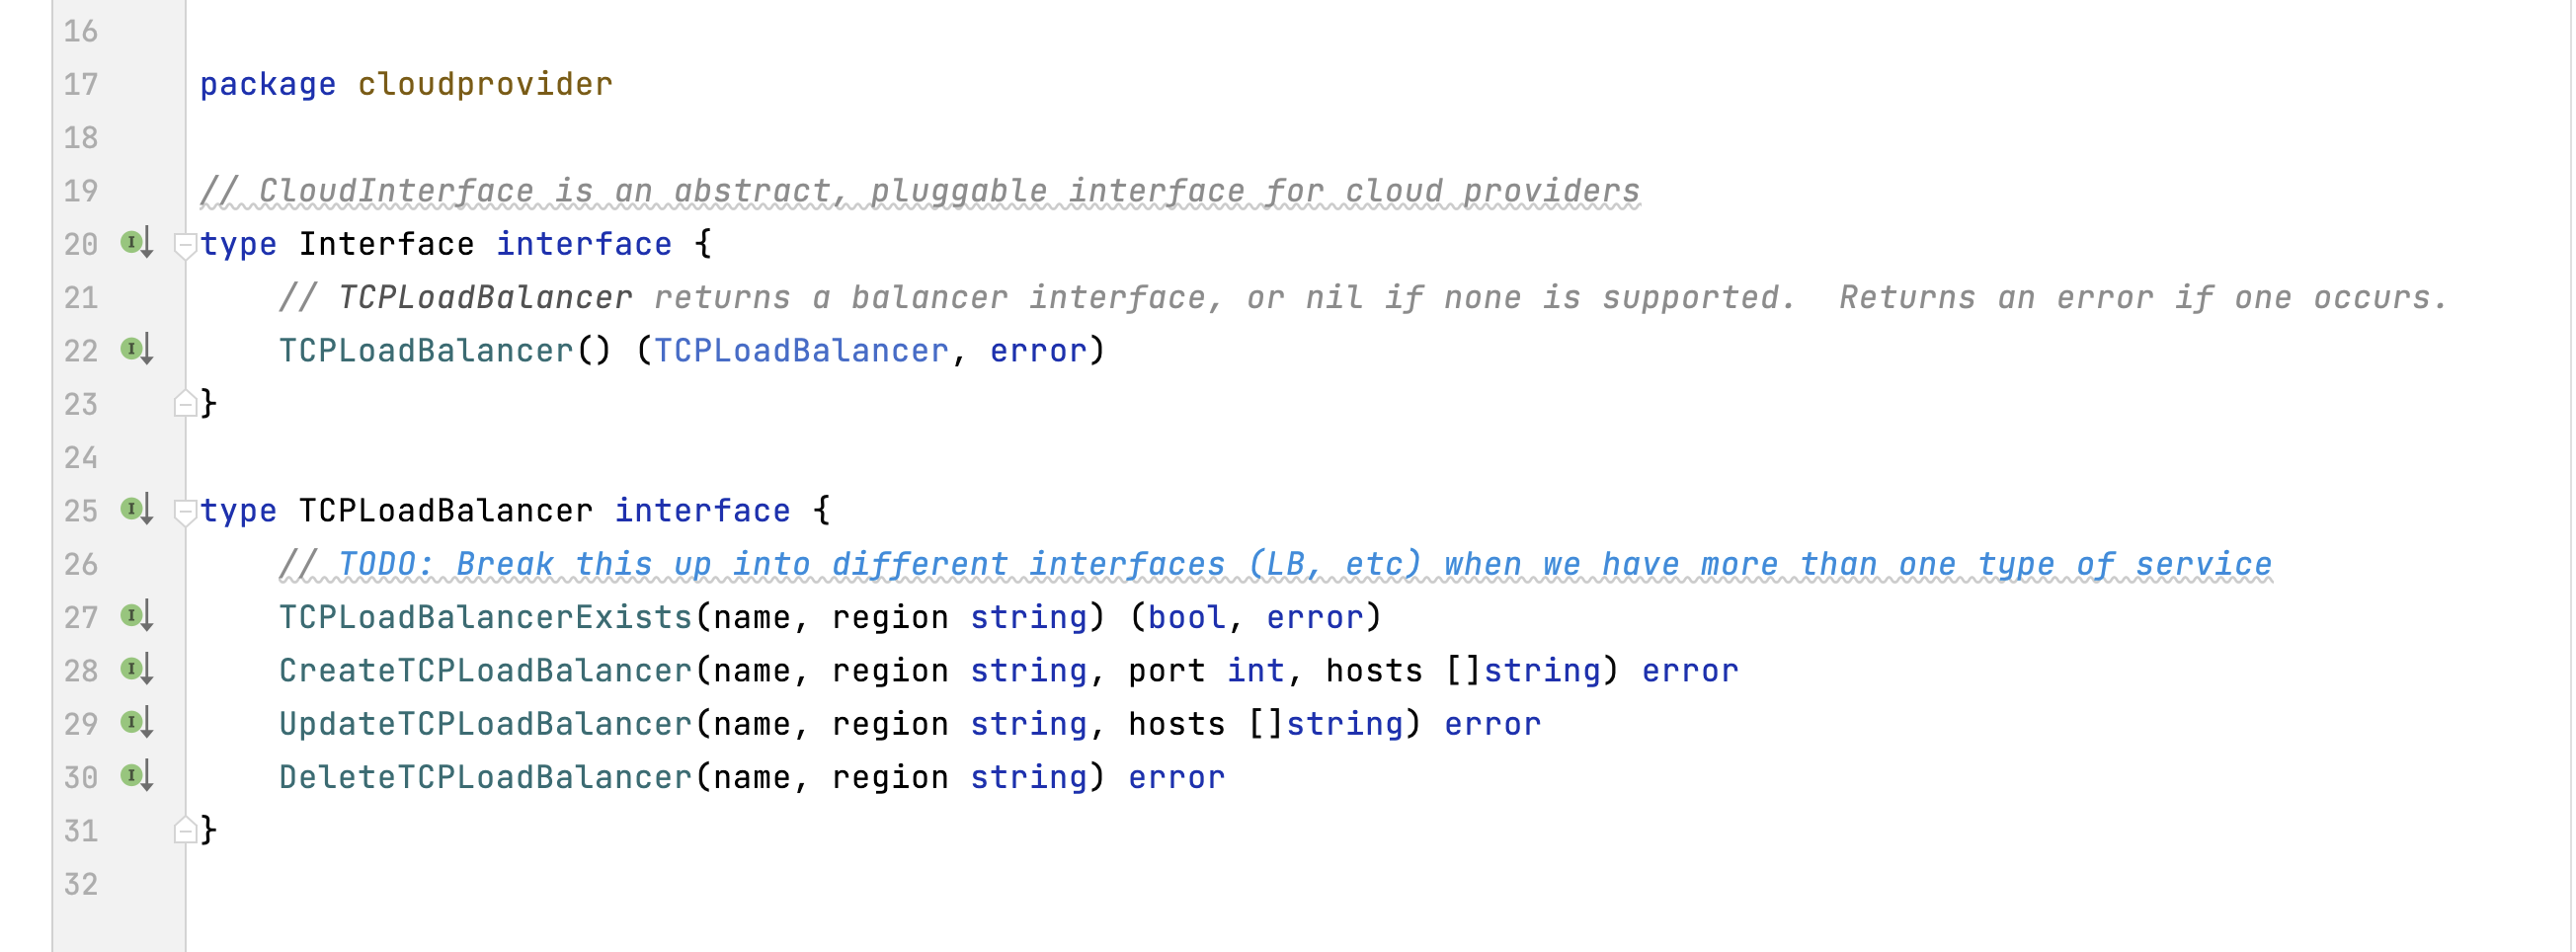 16
17 package cloudprovider
18
19 // CloudInterface is an abstract, pluggable interface for cloud providers
20 type Interface interface {
21     // TCPLoadBalancer returns a balancer interface, or nil if none is supported.  Returns an error if one occurs.
22     TCPLoadBalancer() (TCPLoadBalancer, error)
23 }
24
25 type TCPLoadBalancer interface {
26     // TODO: Break this up into different interfaces (LB, etc) when we have more than one type of service
27     TCPLoadBalancerExists(name, region string) (bool, error)
28     CreateTCPLoadBalancer(name, region string, port int, hosts []string) error
29     UpdateTCPLoadBalancer(name, region string, hosts []string) error
30     DeleteTCPLoadBalancer(name, region string) error
31 }
32